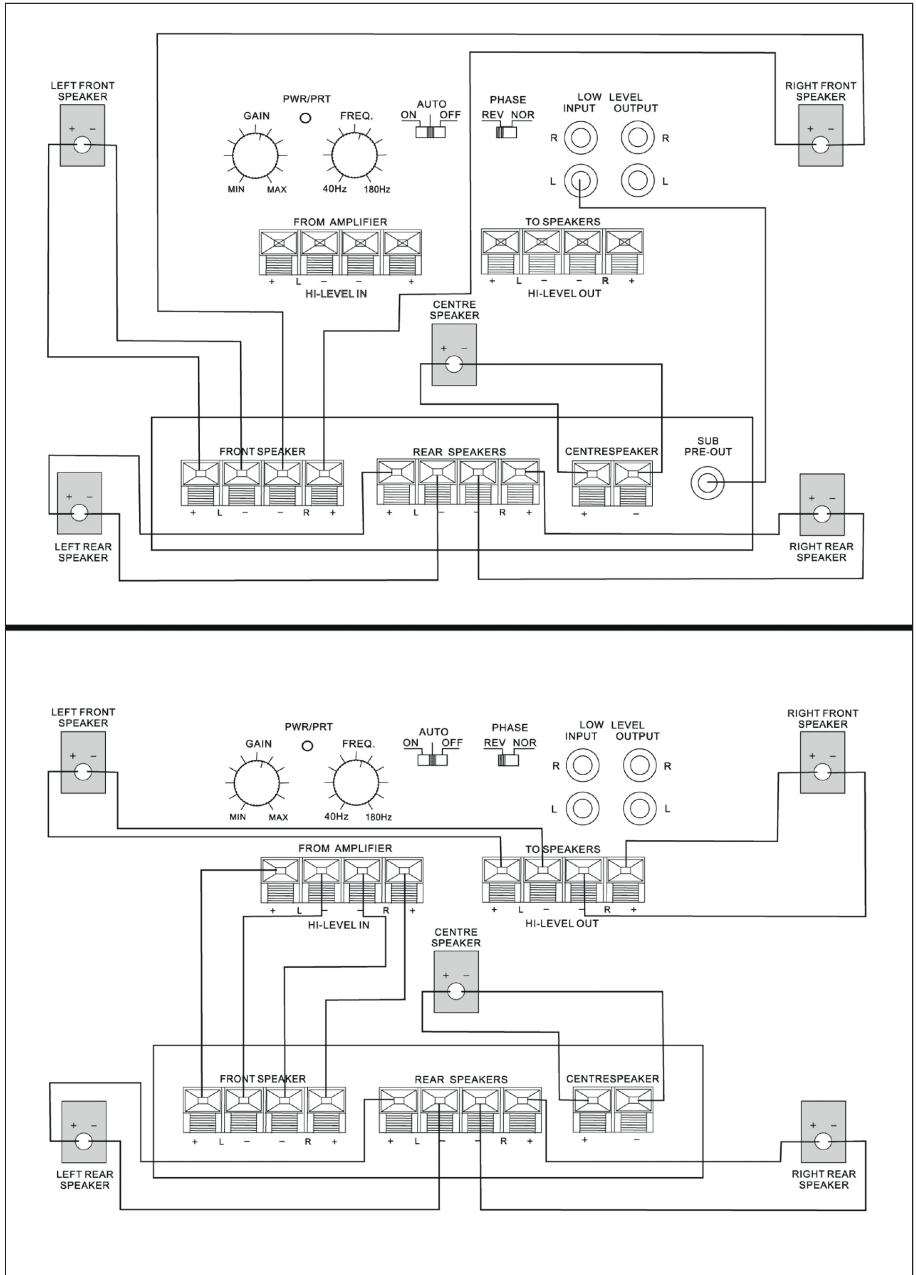 LEFT FRONT
SPEAKER
+ −
PWR/PRT
GAIN
FREQ.
MIN MAX
40Hz 180Hz
AUTO
ON OFF
PHASE
REV NOR
LOW LEVEL
INPUT OUTPUT
R R
L L
RIGHT FRONT
SPEAKER
+ −
FROM AMPLIFIER
+ L − − +
HI-LEVEL IN
TO SPEAKERS
+ L − − R +
HI-LEVEL OUT
CENTRE
SPEAKER
+ −
FRONT SPEAKER
+ L − − R +
REAR SPEAKERS
+ L − − R +
CENTRESPEAKER
+ −
SUB
PRE-OUT
+ −
LEFT REAR
SPEAKER
+ −
RIGHT REAR
SPEAKER
LEFT FRONT
SPEAKER
+ −
PWR/PRT
GAIN
FREQ.
MIN MAX
40Hz 180Hz
AUTO
ON OFF
PHASE
REV NOR
LOW LEVEL
INPUT OUTPUT
R R
L L
RIGHT FRONT
SPEAKER
+ −
FROM AMPLIFIER
+ L − − R +
HI-LEVEL IN
TO SPEAKERS
+ L − − R +
HI-LEVEL OUT
CENTRE
SPEAKER
+ −
FRONT SPEAKER
+ L − − R +
REAR SPEAKERS
+ L − − R +
CENTRESPEAKER
+ −
+ −
LEFT REAR
SPEAKER
+ −
RIGHT REAR
SPEAKER